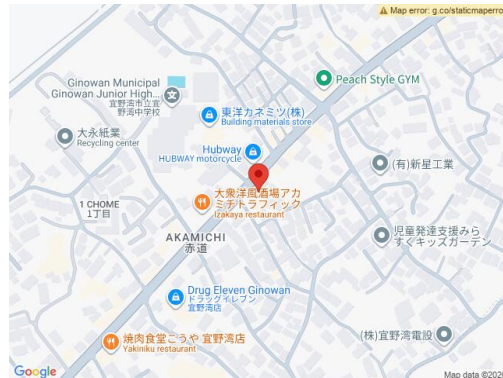 Map error: g.co/staticmaperro
Ginowan Municipal
Ginowan Junior High...
宜野湾市立宜
野湾中学校
Peach Style GYM
東洋カネミツ(株)
Building materials store
大永紙業
Recycling center
Hubway
HUBWAY motorcycle
(有)新星工業
大衆洋風酒場アカ
ミチトラフィック
Izakaya restaurant
1 CHOME
1丁目
AKAMICHI
赤道
児童発達支援みら
すくキッズガーデン
Drug Eleven Ginowan
ドラッグイレブン
宜野湾店
焼肉食堂こうや 宜野湾店
Yakiniku restaurant
(株)宜野湾電設
Google
Map data ©202